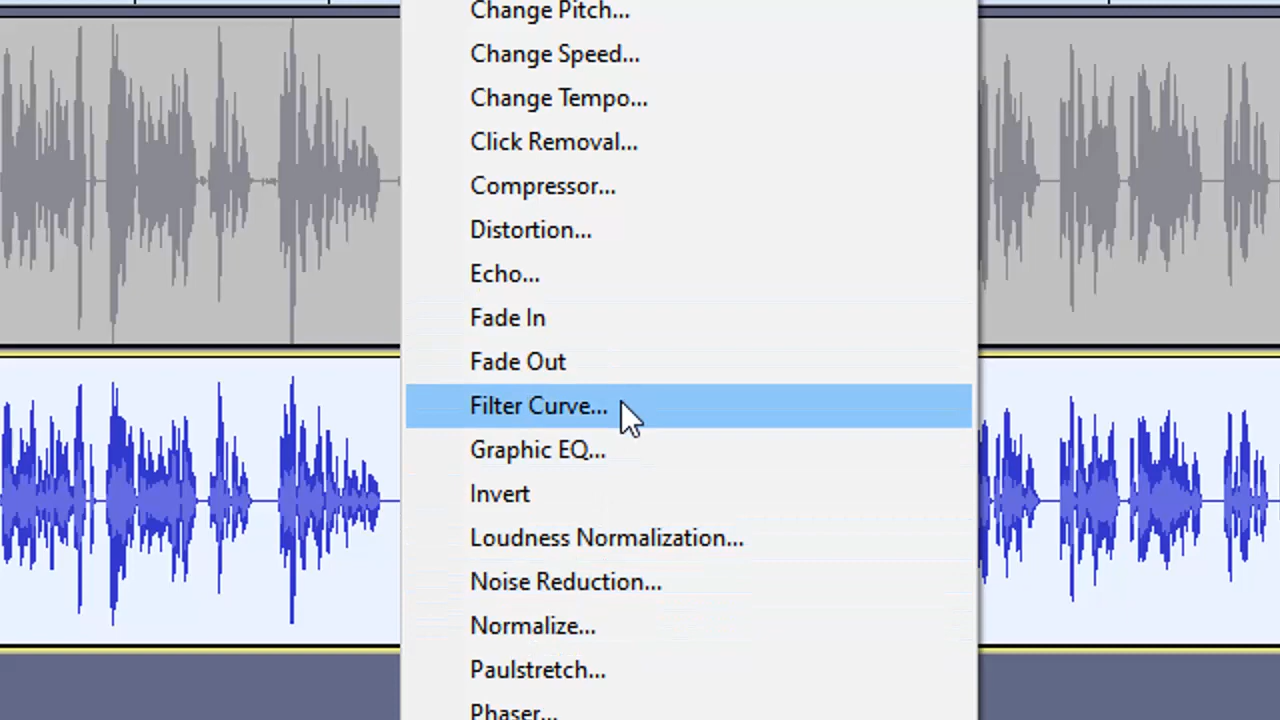 Change Pitch...
Change Speed...
Change Tempo...
Click Removal...
Compressor...
Distortion...
Echo...
Fade In
Fade Out
Filter Curve...
Graphic EQ...
Invert
Loudness Normalization...
Noise Reduction...
Normalize...
Paulstretch...
Phaser...